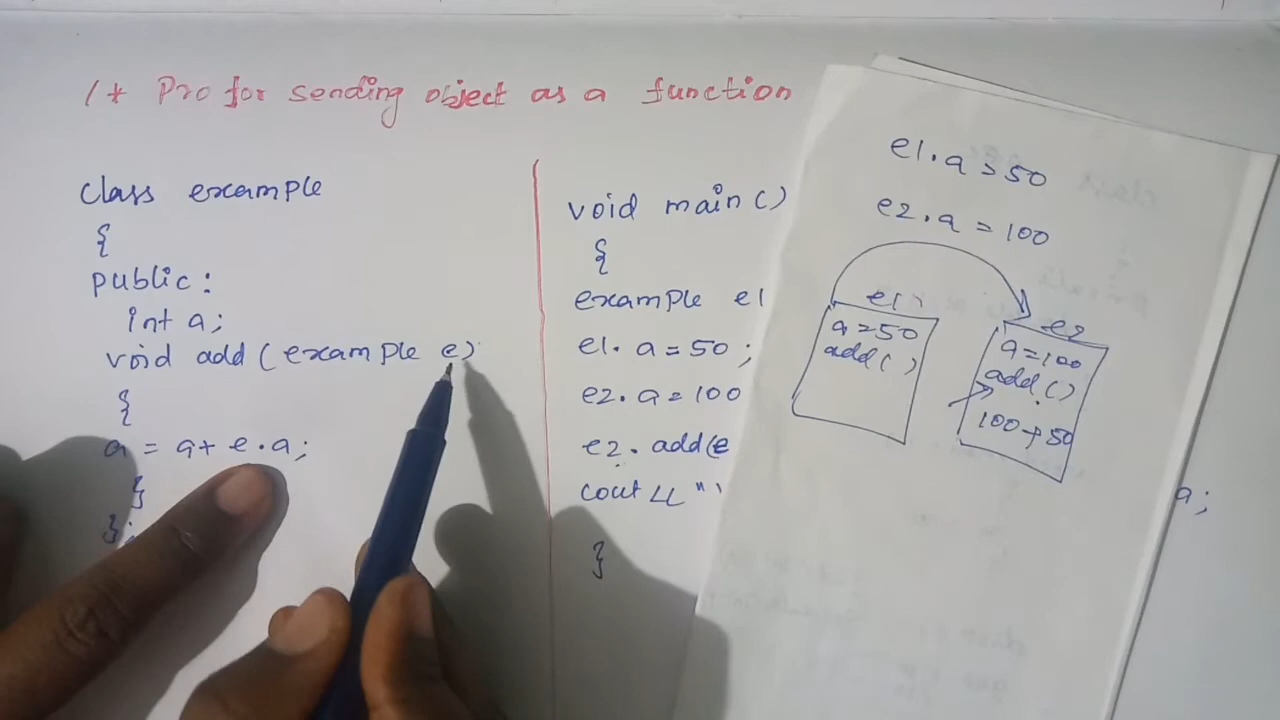 /* Pro for sending object as a function
class example
{
public:
int a;
void add(example e)
{
a = a+ e.a;
}
};
void main()
{
example e1
e1.a=50;
e2.a=100
e2.add(e
cout << "
a;
}
e1.a=50
e2.a=100
e1
a=50
add()
e2
a=100
add()
100+50